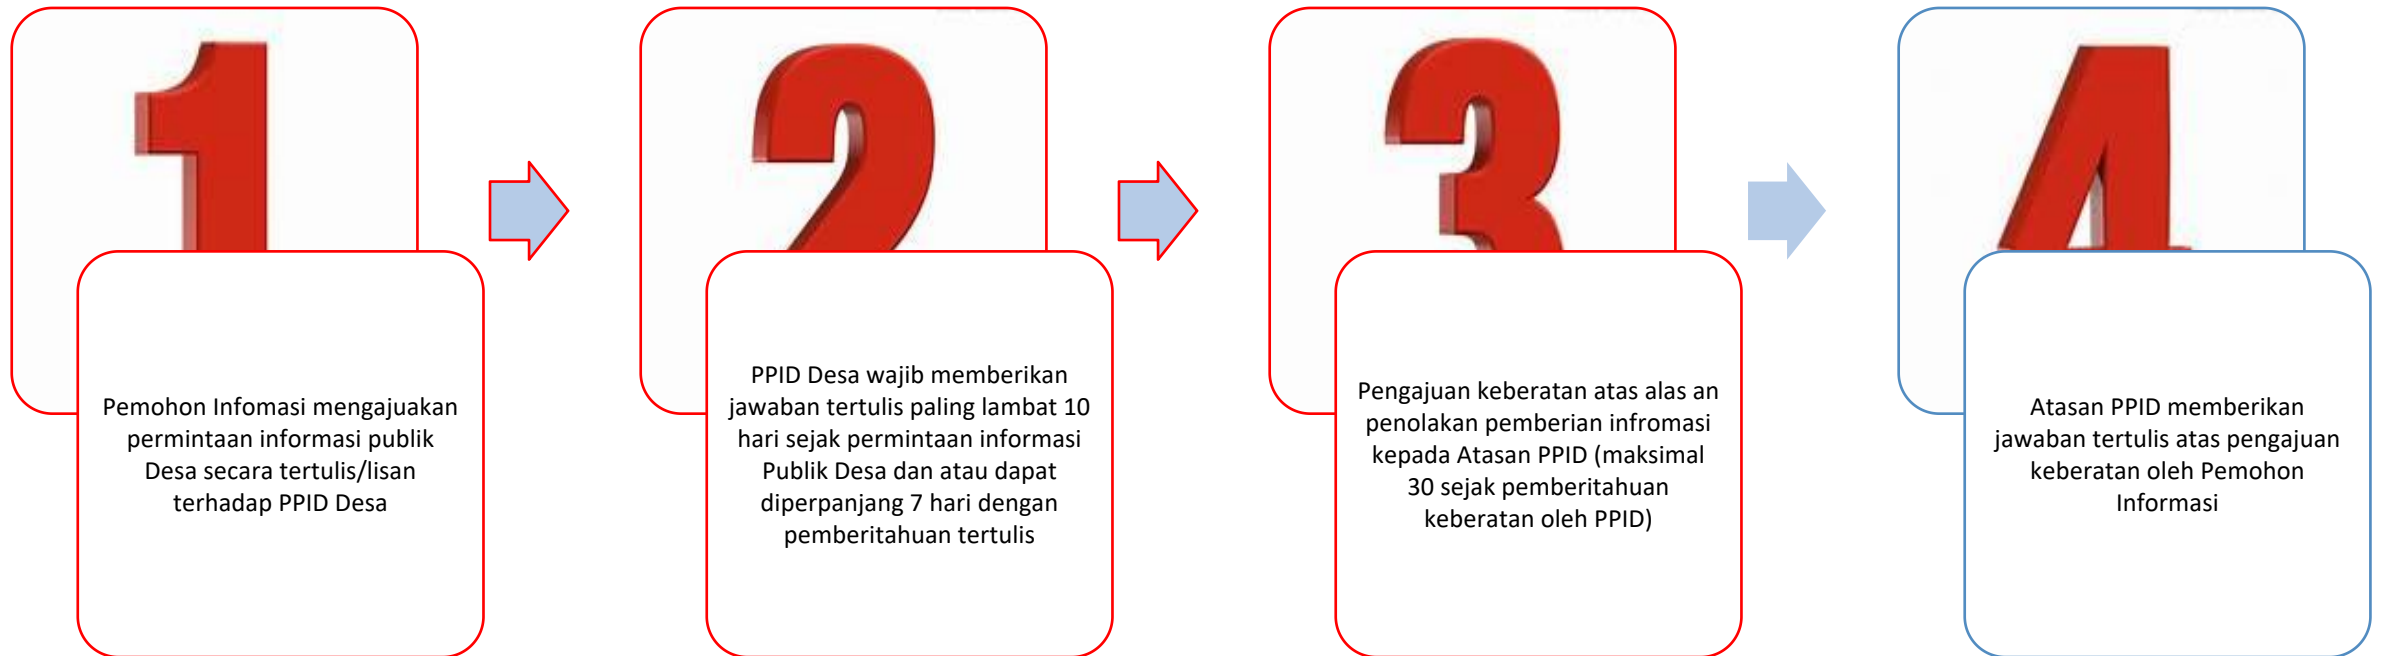 1
Pemohon Infomasi mengajuakan
permintaan informasi publik
Desa secara tertulis/lisan
terhadap PPID Desa
2
PPID Desa wajib memberikan
jawaban tertulis paling lambat 10
hari sejak permintaan informasi
Publik Desa dan atau dapat
diperpanjang 7 hari dengan
pemberitahuan tertulis
3
Pengajuan keberatan atas alas an
penolakan pemberian infromasi
kepada Atasan PPID (maksimal
30 sejak pemberitahuan
keberatan oleh PPID)
4
Atasan PPID memberikan
jawaban tertulis atas pengajuan
keberatan oleh Pemohon
Informasi